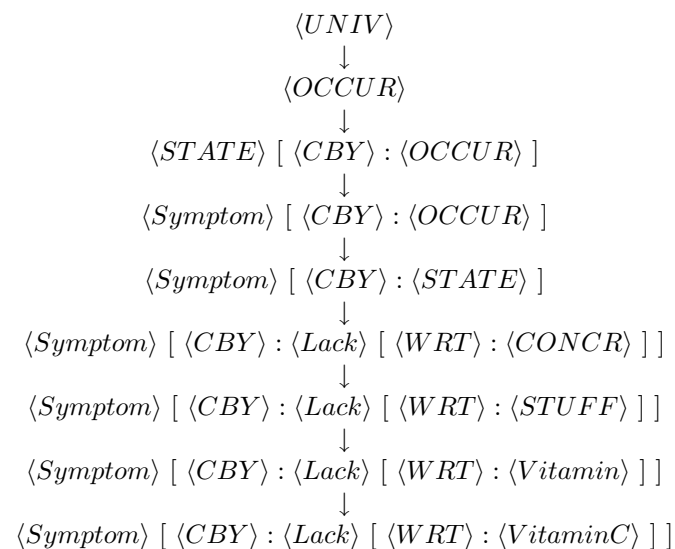 ⟨UNIV⟩
↓
⟨OCCUR⟩
↓
⟨STATE⟩ [ ⟨CBY⟩ : ⟨OCCUR⟩ ]
↓
⟨Symptom⟩ [ ⟨CBY⟩ : ⟨OCCUR⟩ ]
↓
⟨Symptom⟩ [ ⟨CBY⟩ : ⟨STATE⟩ ]
↓
⟨Symptom⟩ [ ⟨CBY⟩ : ⟨Lack⟩ [ ⟨WRT⟩ : ⟨CONCR⟩ ] ]
↓
⟨Symptom⟩ [ ⟨CBY⟩ : ⟨Lack⟩ [ ⟨WRT⟩ : ⟨STUFF⟩ ] ]
↓
⟨Symptom⟩ [ ⟨CBY⟩ : ⟨Lack⟩ [ ⟨WRT⟩ : ⟨Vitamin⟩ ] ]
↓
⟨Symptom⟩ [ ⟨CBY⟩ : ⟨Lack⟩ [ ⟨WRT⟩ : ⟨VitaminC⟩ ] ]